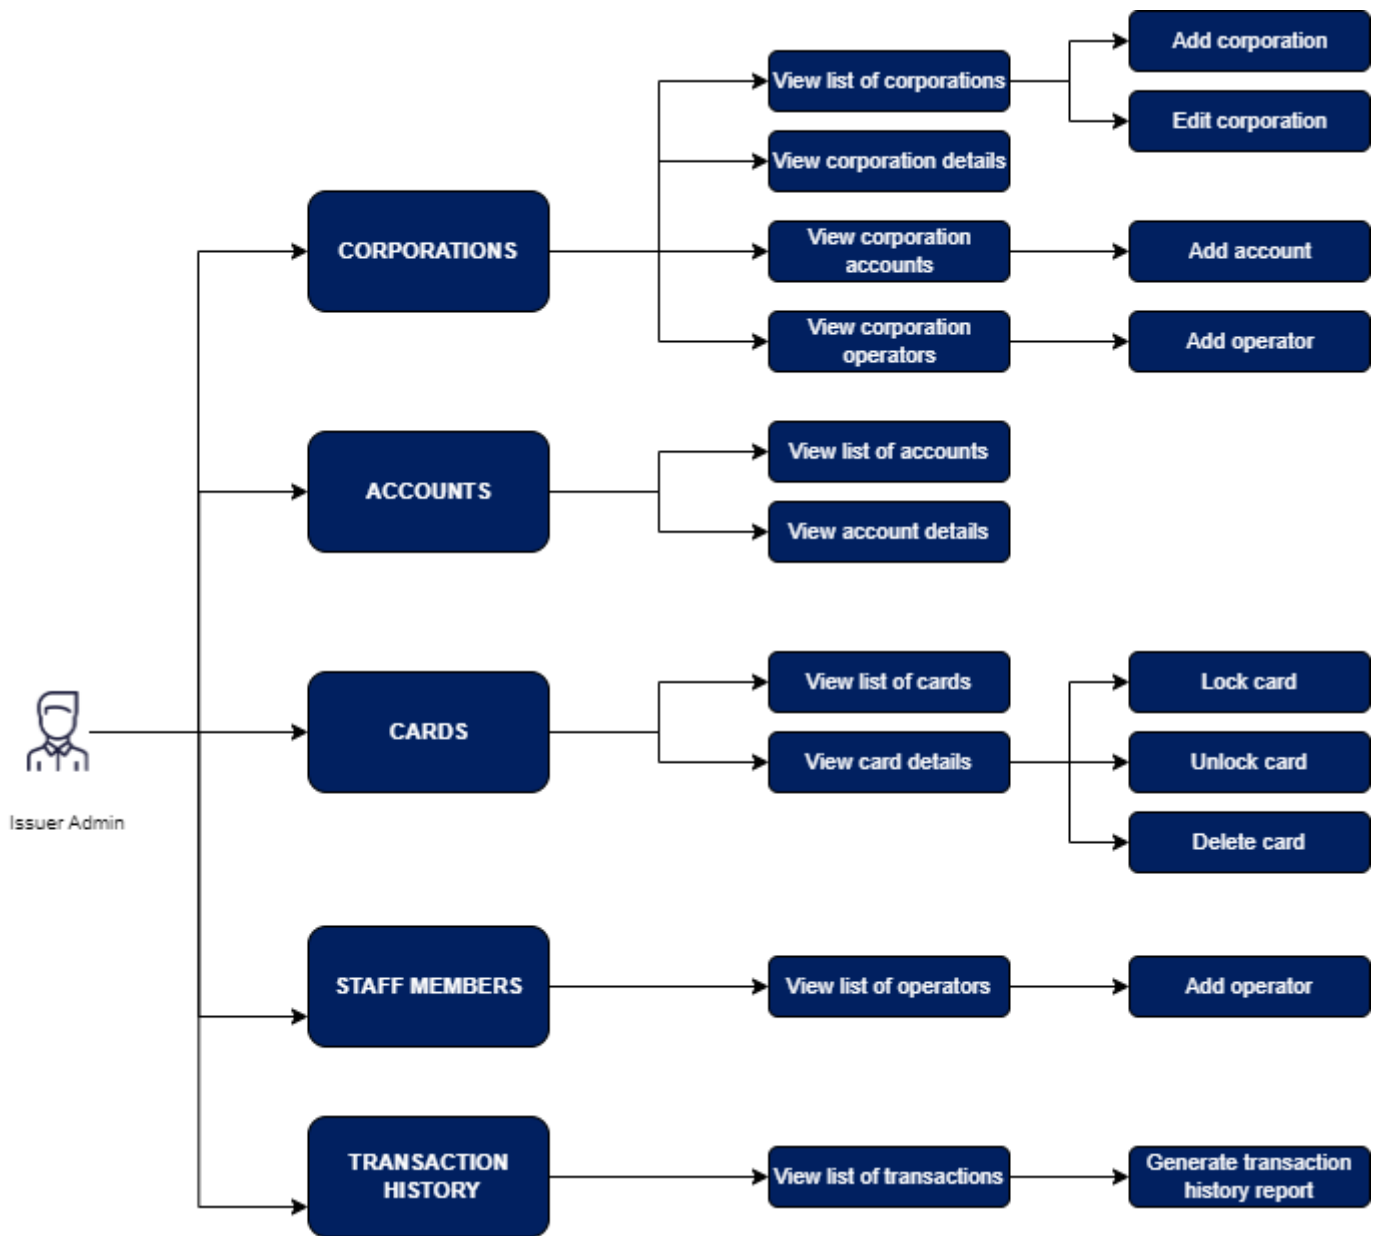 Add corporation
View list of corporations
Edit corporation
View corporation details
CORPORATIONS
View corporation
accounts
Add account
View corporation
operators
Add operator
View list of accounts
ACCOUNTS
View account details
View list of cards
Lock card
CARDS
View card details
Unlock card
Issuer Admin
Delete card
STAFF MEMBERS
View list of operators
Add operator
TRANSACTION
HISTORY
View list of transactions
Generate transaction
history report